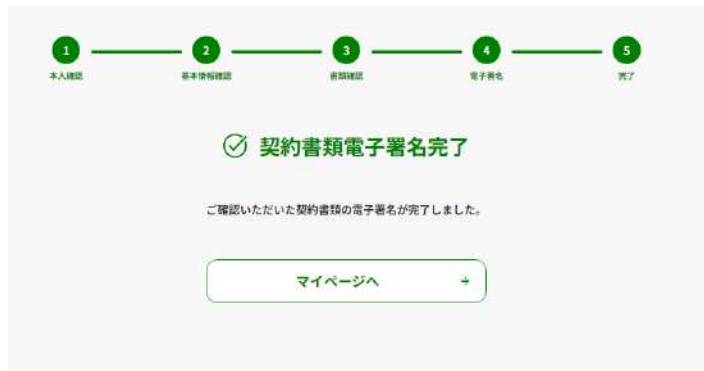 1 2 3 4 5
本人確認 基本情報確認 書類確認 電子署名 完了
契約書類電子署名完了
ご確認いただいた契約書類の電子署名が完了しました。
マイページへ →